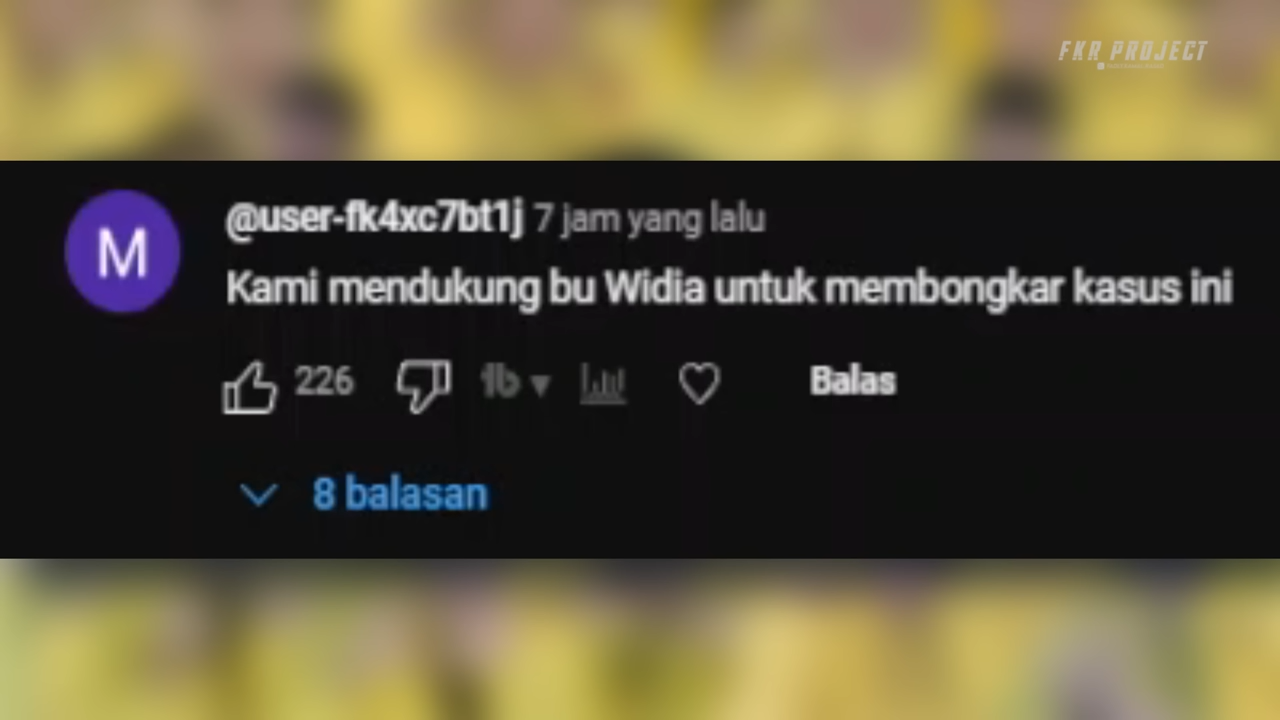 FKR PROJECT
@user-fk4xc7bt1j 7 jam yang lalu
Kami mendukung bu Widia untuk membongkar kasus ini
226
Balas
8 balasan